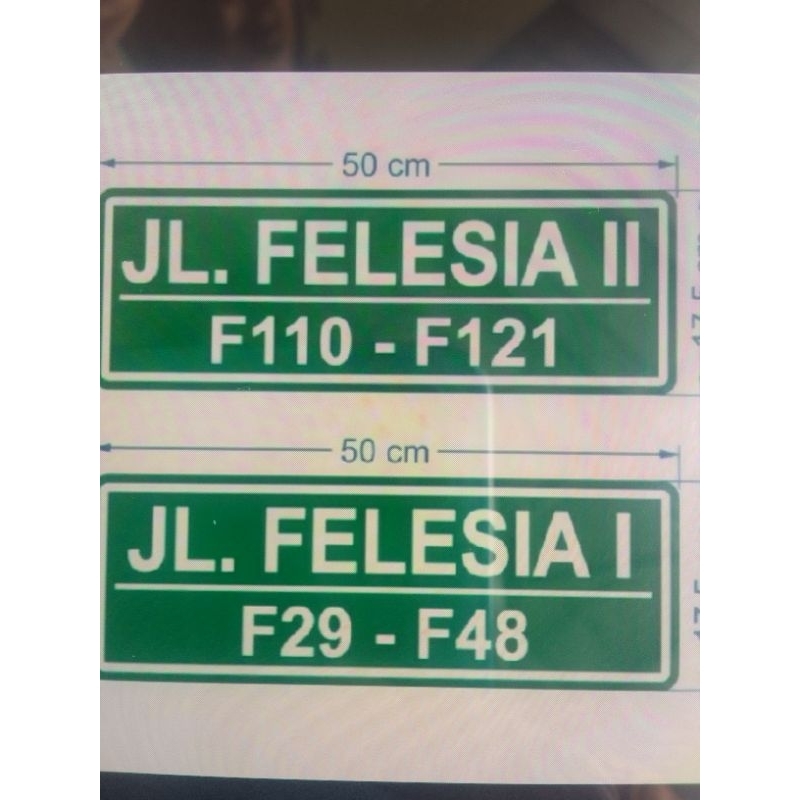 50 cm
JL. FELESIA II
F110 - F121
50 cm
JL. FELESIA I
F29 - F48